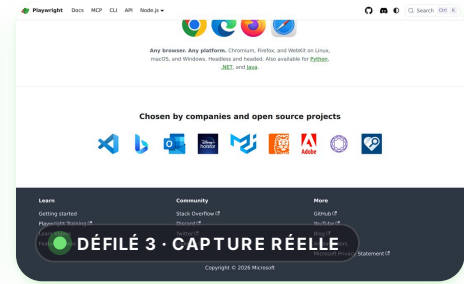 Playwright Docs MCP CLI API Node.js Search Ctrl K
Any browser. Any platform. Chromium, Firefox, and WebKit on Linux,
macOS, and Windows. Headless and headed. Also available for Python,
.NET, and Java.
Chosen by companies and open source projects
Disney+ hotstar
Adobe
Learn
Getting started
Playwright Training
Community
Stack Overflow
Discord
Twitter
More
GitHub
YouTube
Blog
Microsoft Privacy Statement
DÉFILÉ 3 · CAPTURE RÉELLE
Copyright © 2026 Microsoft